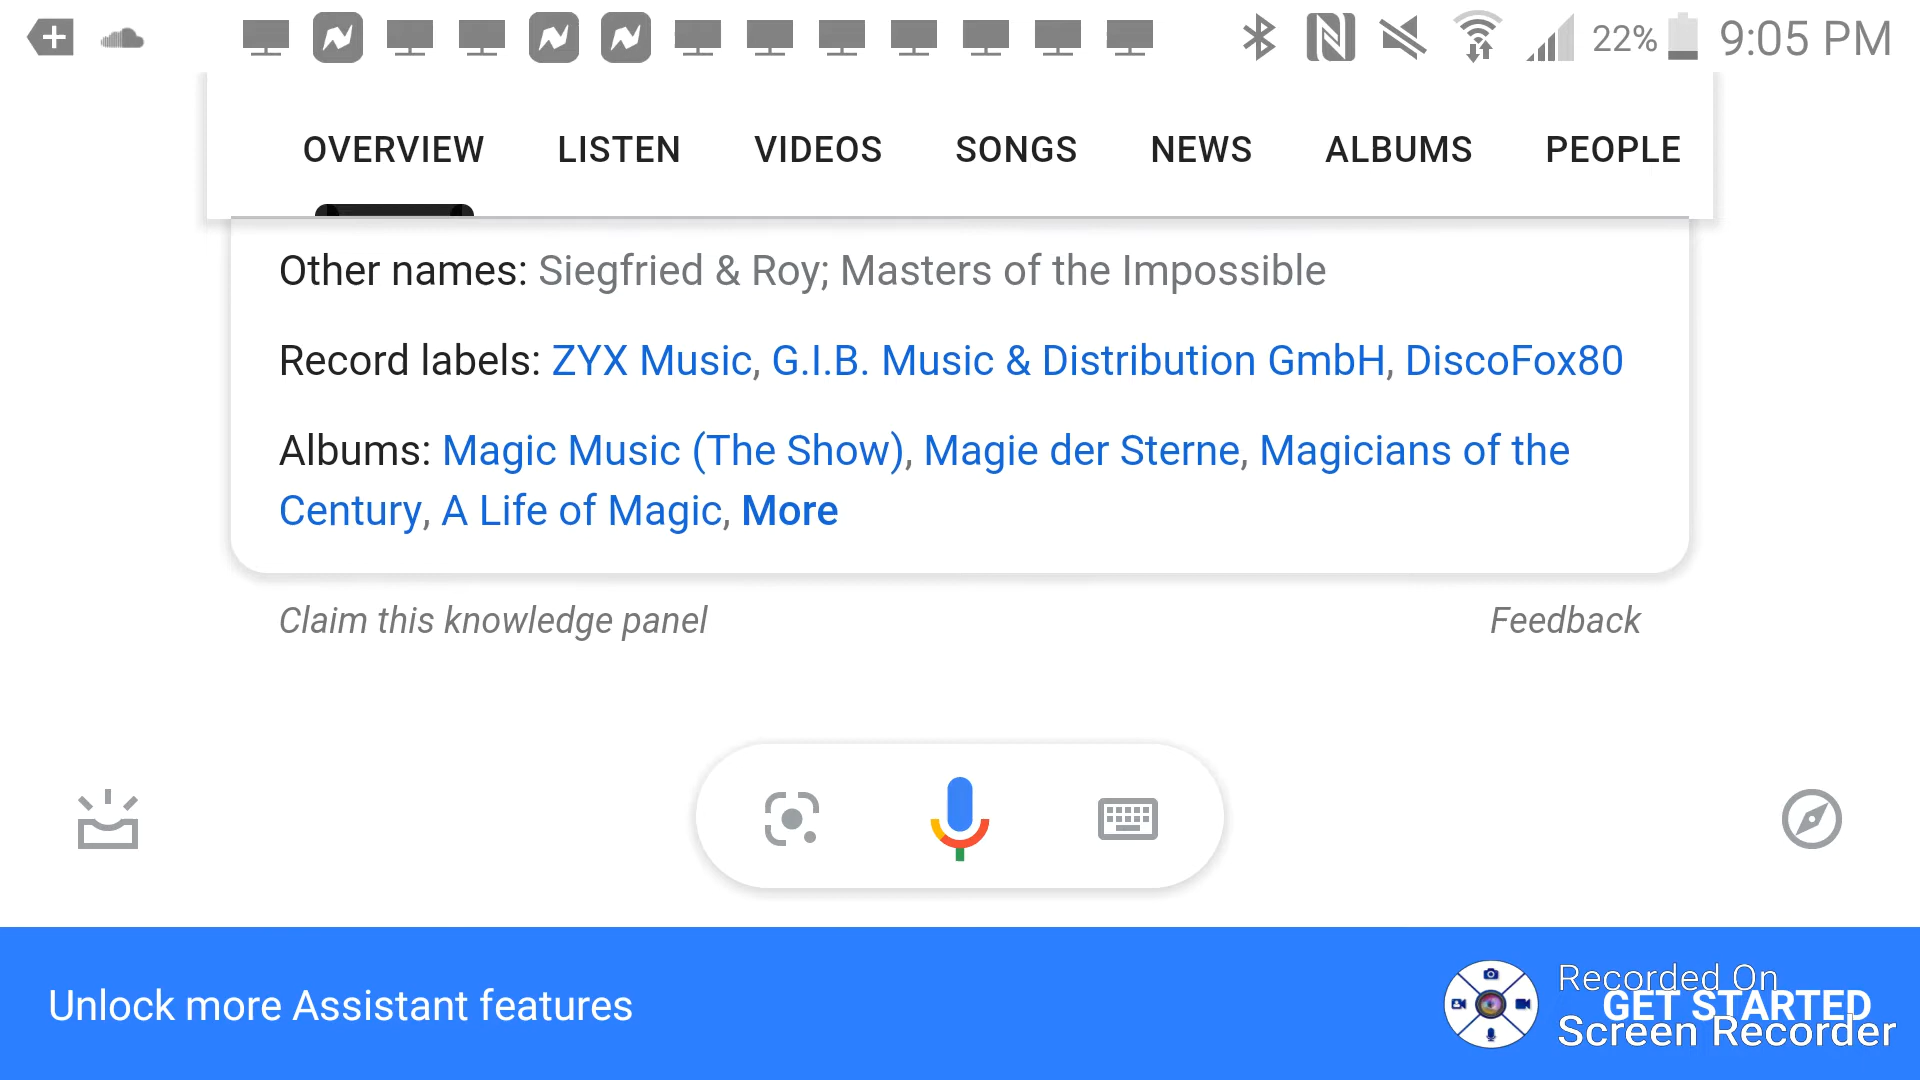 22% 9:05 PM
OVERVIEW LISTEN VIDEOS SONGS NEWS ALBUMS PEOPLE
Other names: Siegfried & Roy; Masters of the Impossible
Record labels: ZYX Music, G.I.B. Music & Distribution GmbH, DiscoFox80
Albums: Magic Music (The Show), Magie der Sterne, Magicians of the
Century, A Life of Magic, More
Claim this knowledge panel Feedback
Unlock more Assistant features GET STARTED
Recorded On
Screen Recorder